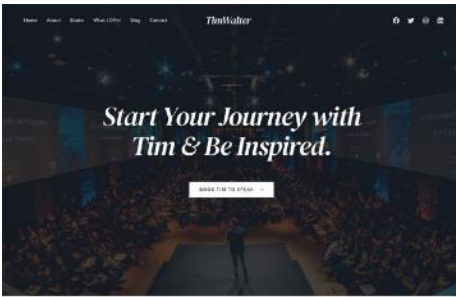 Home About Books What I Offer Blog Contact
TimWalter
Start Your Journey with
Tim & Be Inspired.
BOOK TIM TO SPEAK